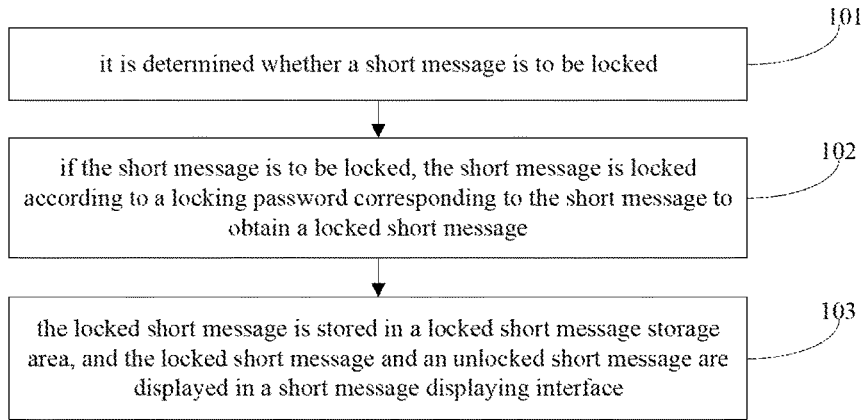 101
it is determined whether a short message is to be locked
102
if the short message is to be locked, the short message is locked
according to a locking password corresponding to the short message to
obtain a locked short message
103
the locked short message is stored in a locked short message storage
area, and the locked short message and an unlocked short message are
displayed in a short message displaying interface